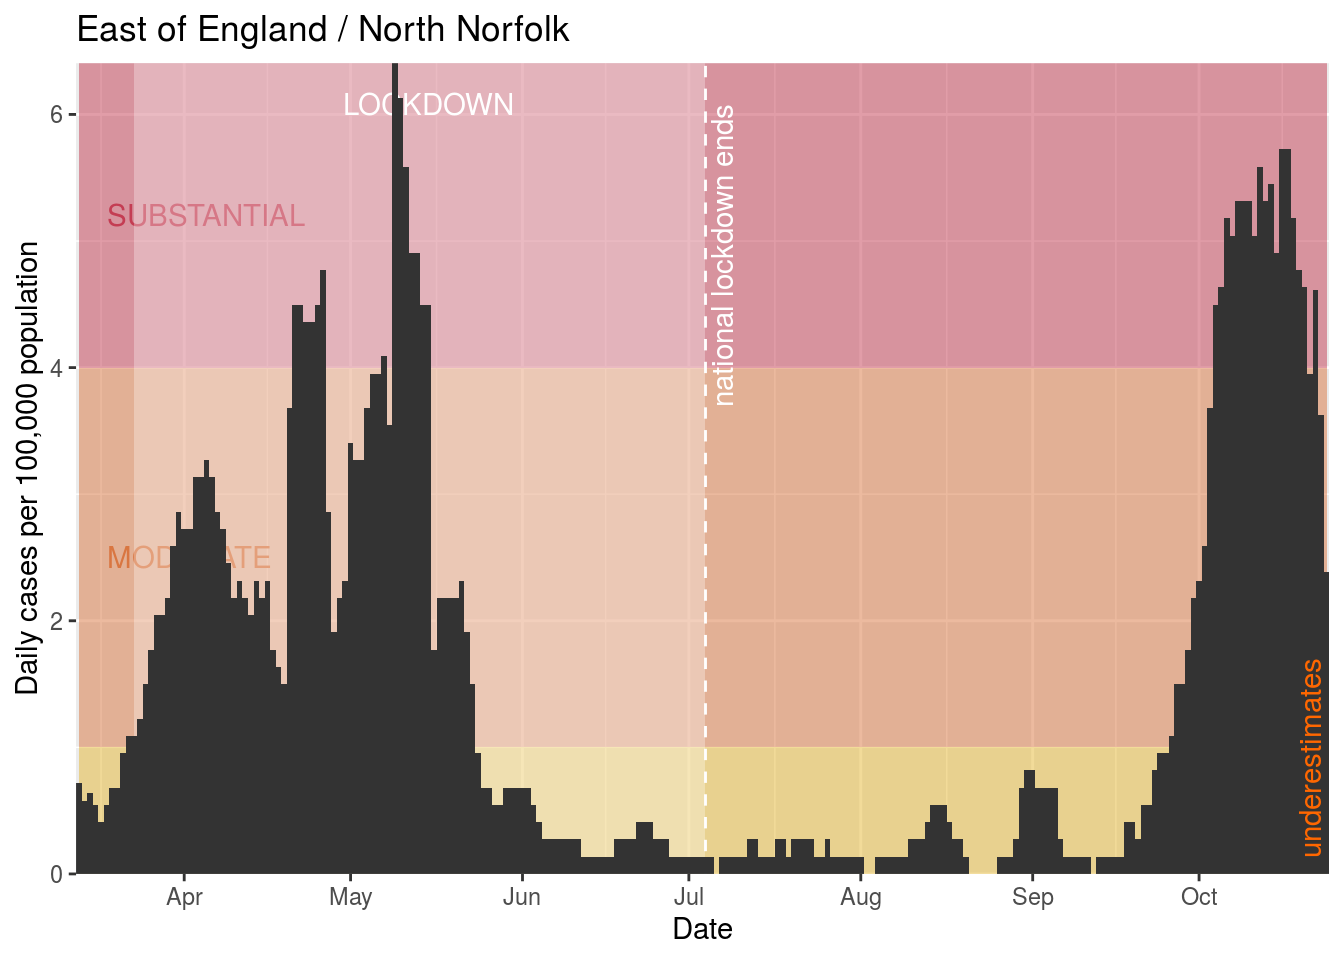 East of England / North Norfolk
Daily cases per 100,000 population
6
4
2
0
LOCKDOWN
SUBSTANTIAL
MODERATE
national lockdown ends
underestimates
Apr
May
Jun
Jul
Aug
Sep
Oct
Date